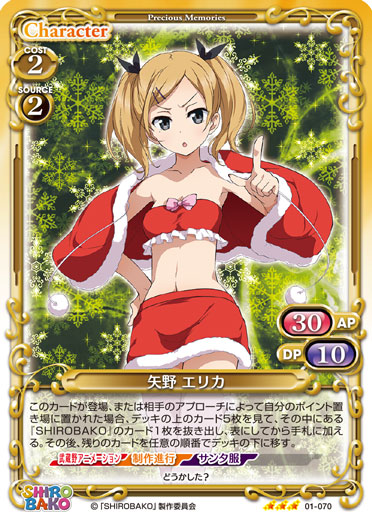 Precious Memories
Character
COST
2
SOURCE
2
30 AP
DP 10
矢野 エリカ
このカードが登場、または相手のアプローチによって自分のポイント置
き場に置かれた場合、デッキの上のカード5枚を見て、その中にある
「SHIROBAKO」のカード1枚を抜き出し、表にしてから手札に加え
る。その後、残りのカードを任意の順番でデッキの下に移す。
武蔵野アニメーション 制作進行 サンタ服
どうかした?
SHIRO
BAKO
©「SHIROBAKO」製作委員会
★★★ 01-070